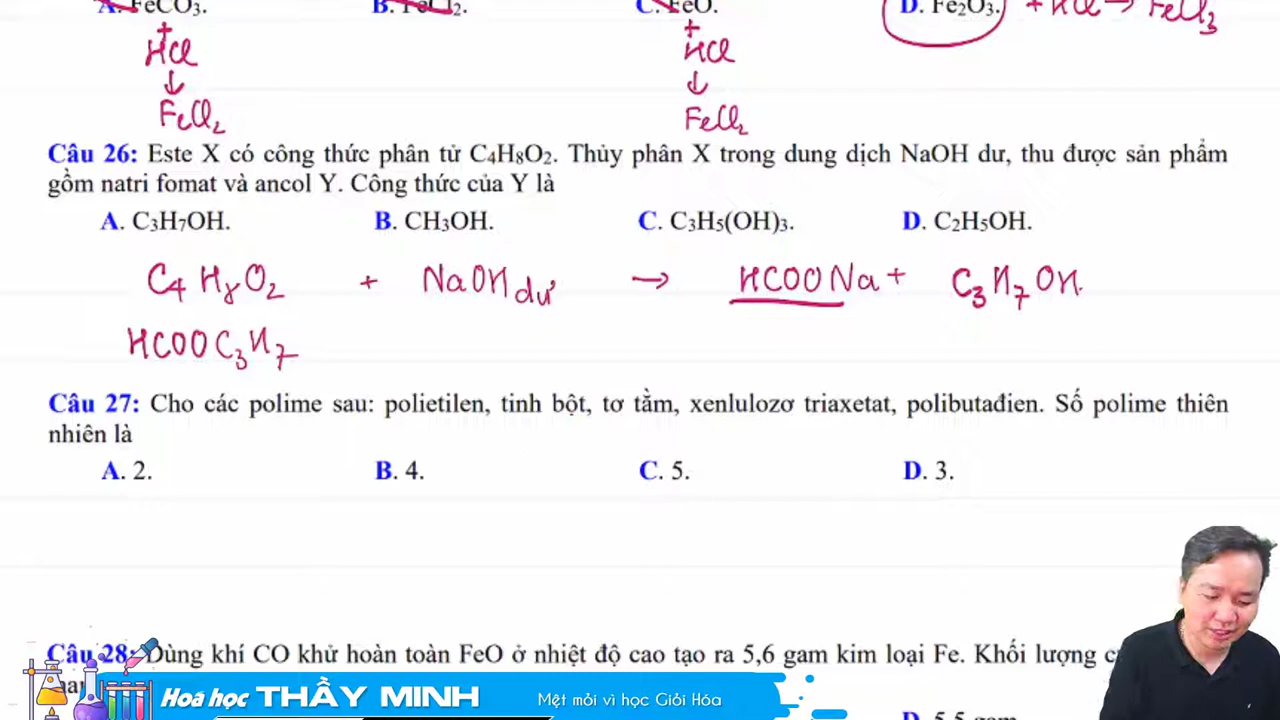 A. FeCO3. B. FeCl2. C. FeO. D. Fe2O3. + HCl → FeCl3
+ +
HCl HCl
↓ ↓
FeCl2 FeCl2
Câu 26: Este X có công thức phân tử C4H8O2. Thủy phân X trong dung dịch NaOH dư, thu được sản phẩm
gồm natri fomat và ancol Y. Công thức của Y là
A. C3H7OH. B. CH3OH. C. C3H5(OH)3. D. C2H5OH.
C4H8O2 + NaOH dư → HCOONa + C3H7OH
HCOOC3H7
Câu 27: Cho các polime sau: polietilen, tinh bột, tơ tằm, xenlulozơ triaxetat, polibutađien. Số polime thiên
nhiên là
A. 2. B. 4. C. 5. D. 3.
Câu 28: Dùng khí CO khử hoàn toàn FeO ở nhiệt độ cao tạo ra 5,6 gam kim loại Fe. Khối lượng
Hoá học THẦY MINH Mệt mỏi vì học Giỏi Hóa